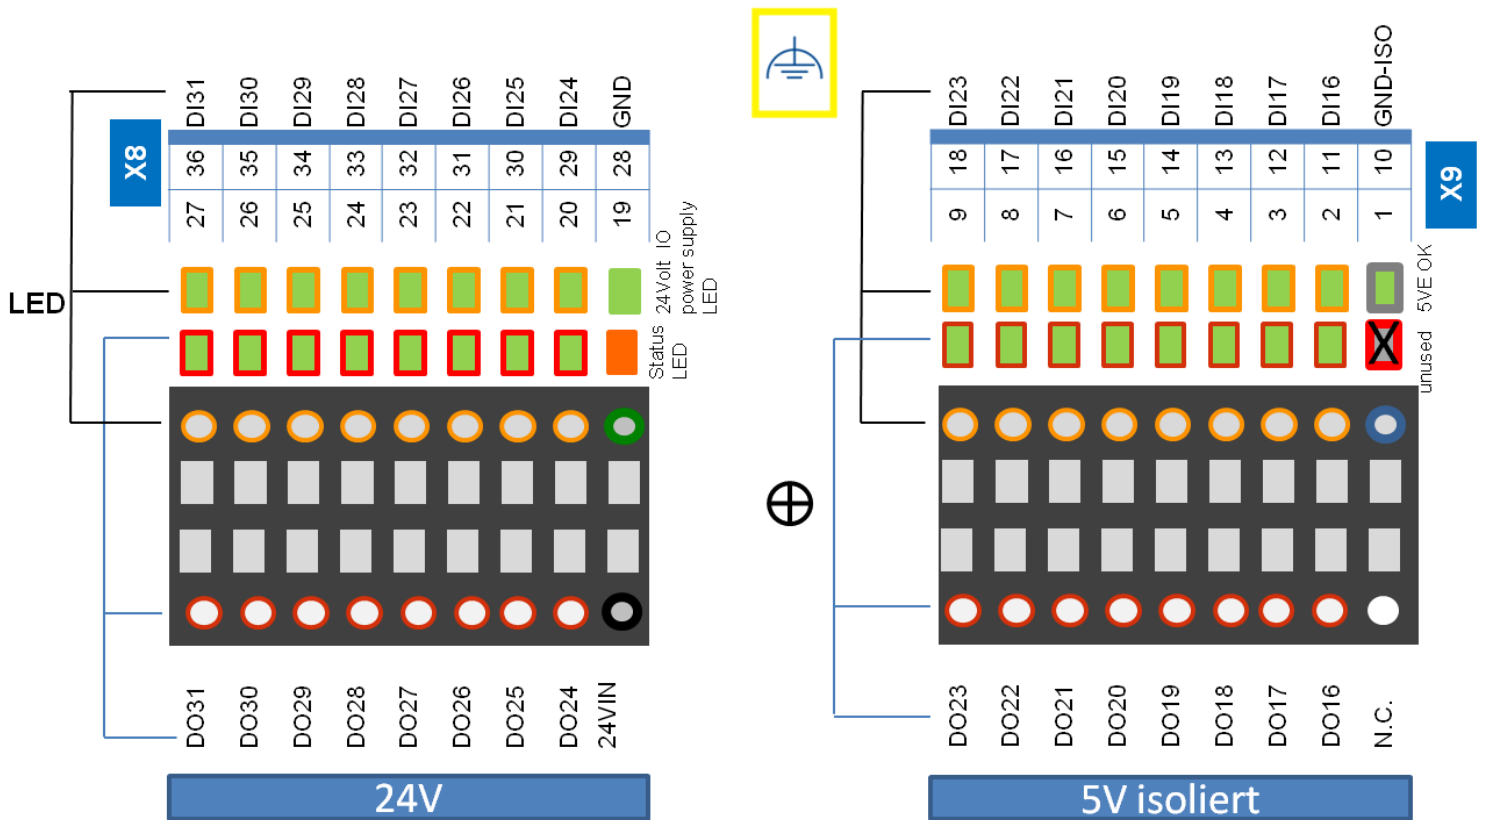 DI31 DI30 DI29 DI28 DI27 DI26 DI25 DI24 GND
X8
36 35 34 33 32 31 30 29 28
27 26 25 24 23 22 21 20 19
24Volt IO
power supply
LED
LED
Status
LED
DO31 DO30 DO29 DO28 DO27 DO26 DO25 DO24 24VIN
24V
DI23 DI22 DI21 DI20 DI19 DI18 DI17 DI16 GND-ISO
18 17 16 15 14 13 12 11 10
9 8 7 6 5 4 3 2 1
X9
5VE OK
unused
DO23 DO22 DO21 DO20 DO19 DO18 DO17 DO16 N.C.
5V isoliert